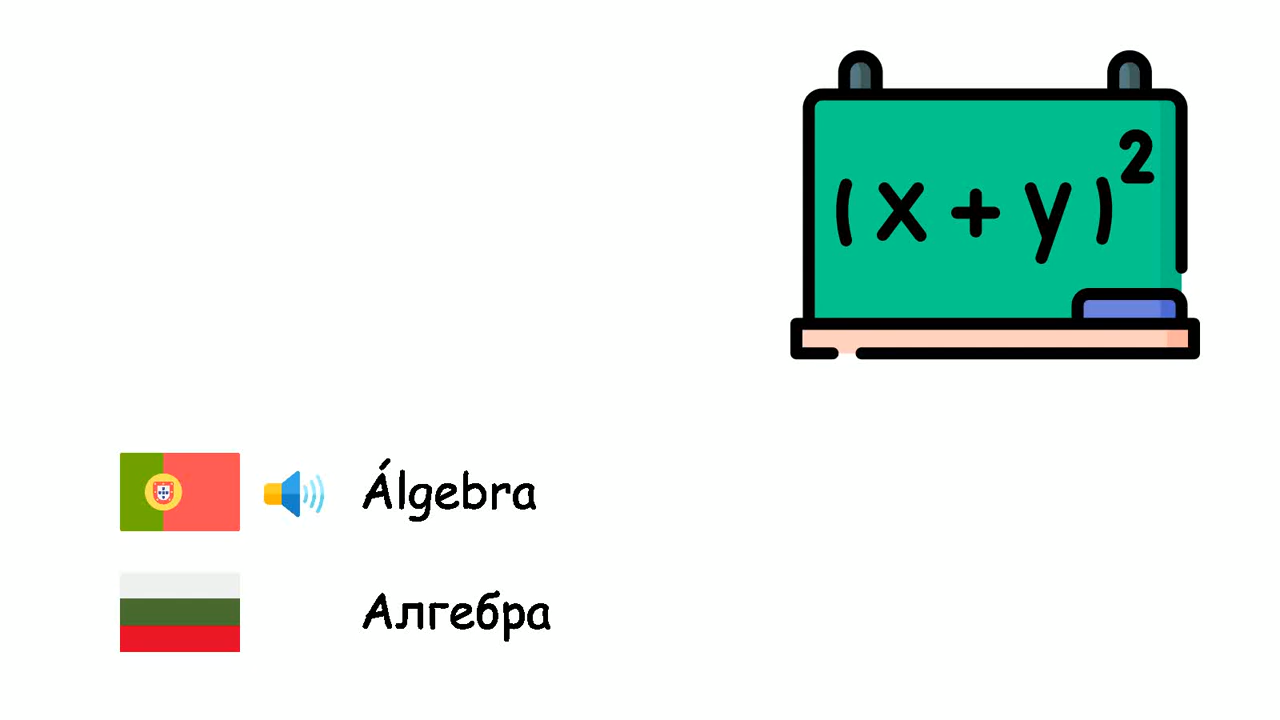 (x + y)²
Álgebra
Алгебра